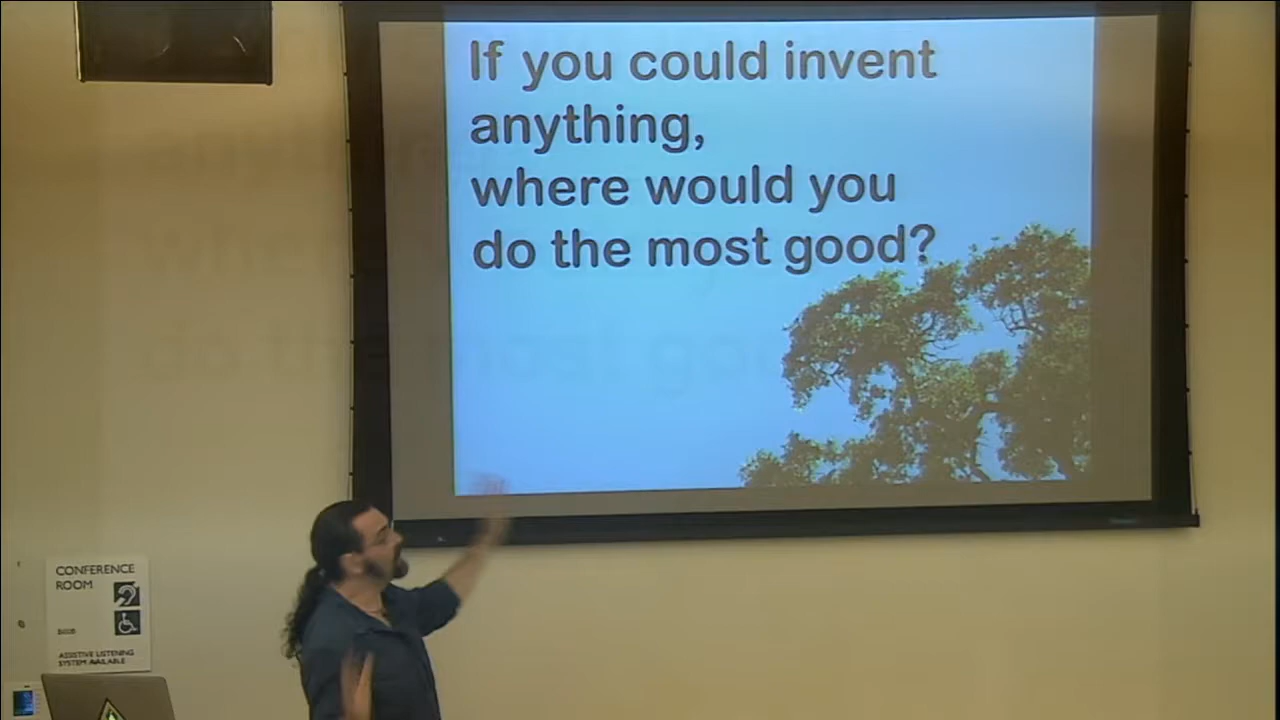 If you could invent
anything,
where would you
do the most good?
CONFERENCE
ROOM
ASSISTIVE LISTENING
SYSTEM AVAILABLE